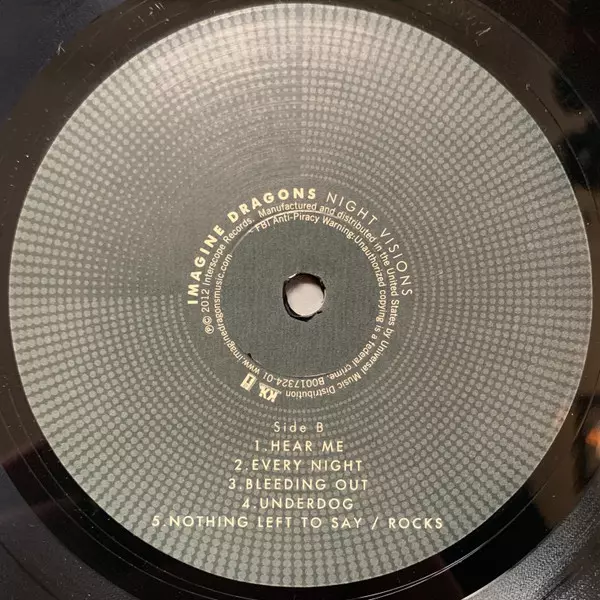 IMAGINE DRAGONS NIGHT VISIONS
℗© 2012 Interscope Records. Manufactured and distributed in the United States by Universal Music Distribution
www.imaginedragonsmusic.com FBI Anti-Piracy Warning:Unauthorized copying is a federal crime. B0017324-01
Side B
1.HEAR ME
2.EVERY NIGHT
3.BLEEDING OUT
4.UNDERDOG
5.NOTHING LEFT TO SAY / ROCKS